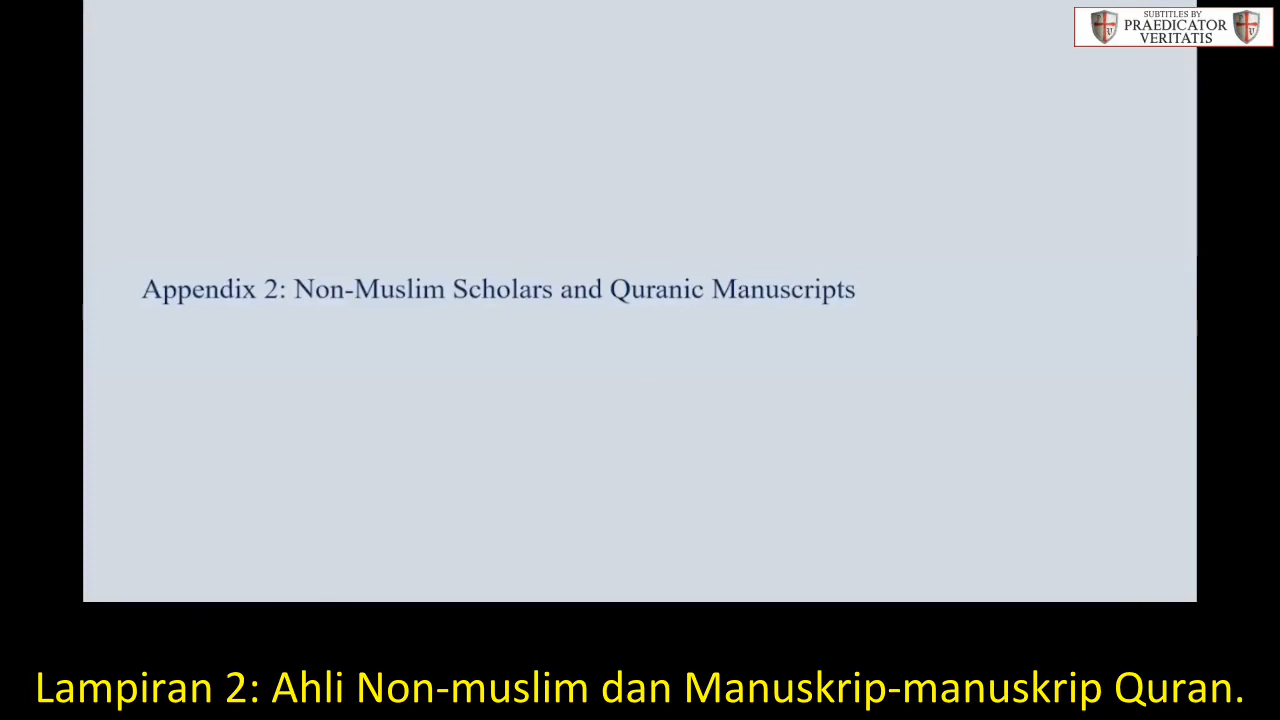 SUBTITLES BY
PRAEDICATOR
VERITATIS
Appendix 2: Non-Muslim Scholars and Quranic Manuscripts
Lampiran 2: Ahli Non-muslim dan Manuskrip-manuskrip Quran.